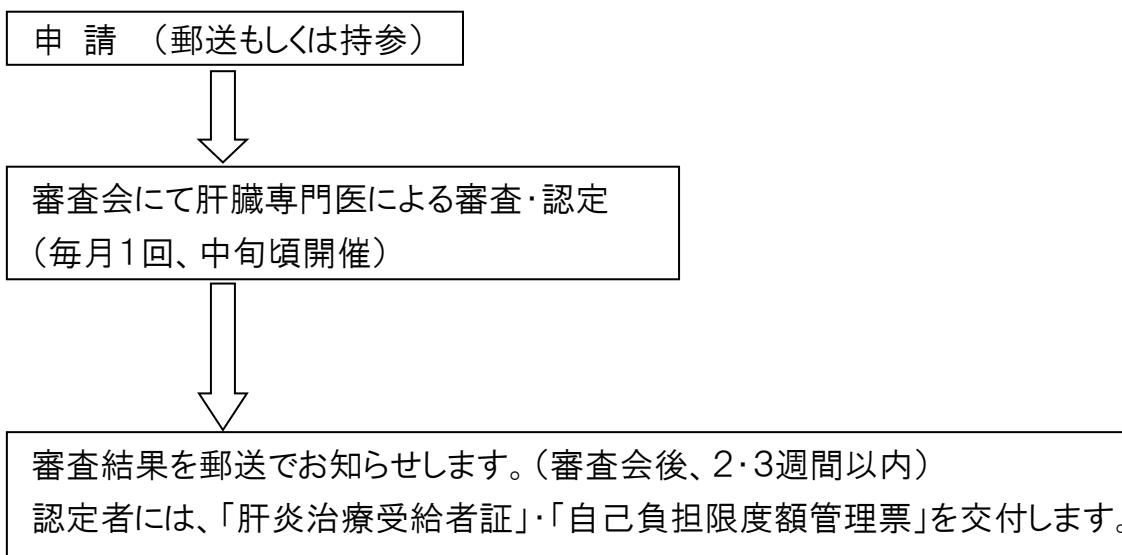 申 請 （郵送もしくは持参）
審査会にて肝臓専門医による審査・認定
（毎月１回、中旬頃開催）
審査結果を郵送でお知らせします。（審査会後、２・３週間以内）
認定者には、「肝炎治療受給者証」・「自己負担限度額管理票」を交付します。